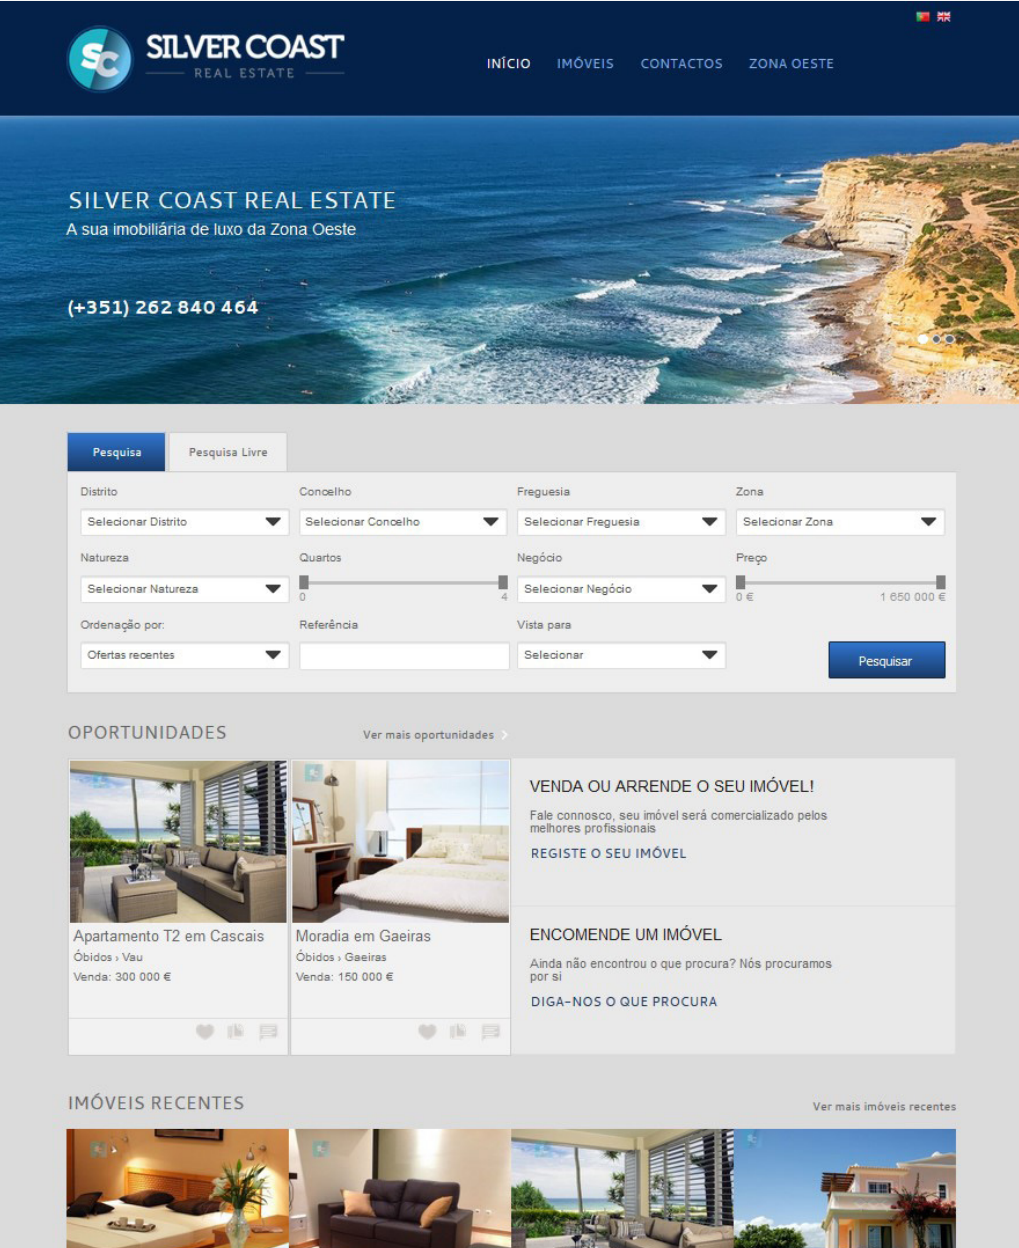 SC
SILVER COAST
REAL ESTATE
INÍCIO IMÓVEIS CONTACTOS ZONA OESTE
SILVER COAST REAL ESTATE
A sua imobiliária de luxo da Zona Oeste
(+351) 262 840 464
Pesquisa Pesquisa Livre
Distrito Concelho Freguesia Zona
Selecionar Distrito Selecionar Concelho Selecionar Freguesia Selecionar Zona
Natureza Quartos Negócio Preço
Selecionar Natureza 0 4 Selecionar Negócio 0 € 1 650 000 €
Ordenação por: Referência Vista para
Ofertas recentes Selecionar
Pesquisar
OPORTUNIDADES Ver mais oportunidades
Apartamento T2 em Cascais
Óbidos › Vau
Venda: 300 000 €
Moradia em Gaeiras
Óbidos › Gaeiras
Venda: 150 000 €
VENDA OU ARRENDE O SEU IMÓVEL!
Fale connosco, seu imóvel será comercializado pelos
melhores profissionais
REGISTE O SEU IMÓVEL
ENCOMENDE UM IMÓVEL
Ainda não encontrou o que procura? Nós procuramos
por si
DIGA-NOS O QUE PROCURA
IMÓVEIS RECENTES Ver mais imóveis recentes